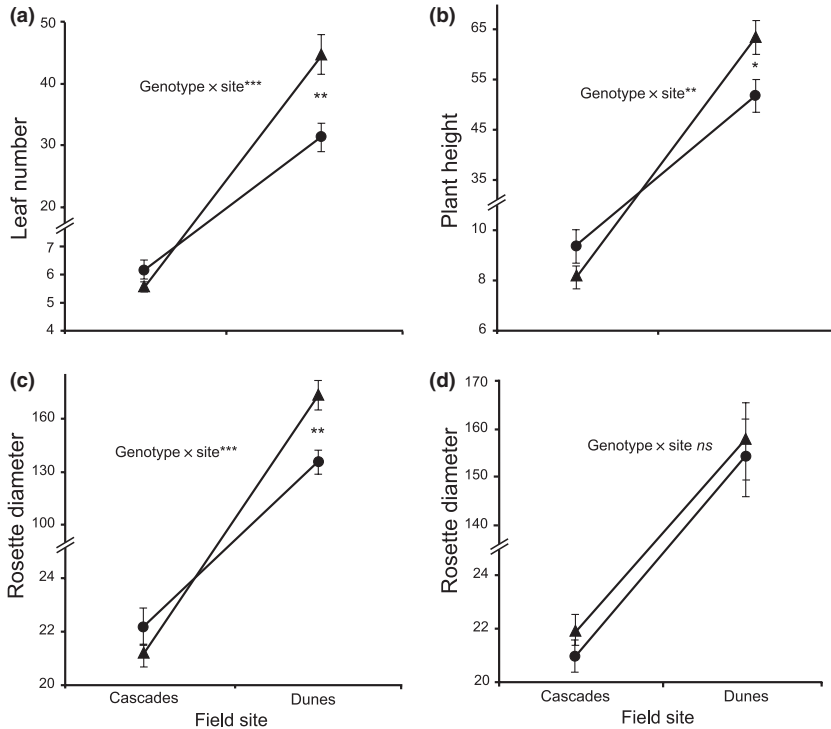 (a)
50
40
30
20
7
6
5
4
Leaf number
Genotype × site***
**
(b)
65
55
45
35
10
8
6
Plant height
Genotype × site**
*
(c)
160
130
100
24
22
20
Rosette diameter
Genotype × site***
**
Cascades
Dunes
Field site
(d)
170
160
150
140
24
22
21
20
Rosette diameter
Genotype × site ns
Cascades
Dunes
Field site